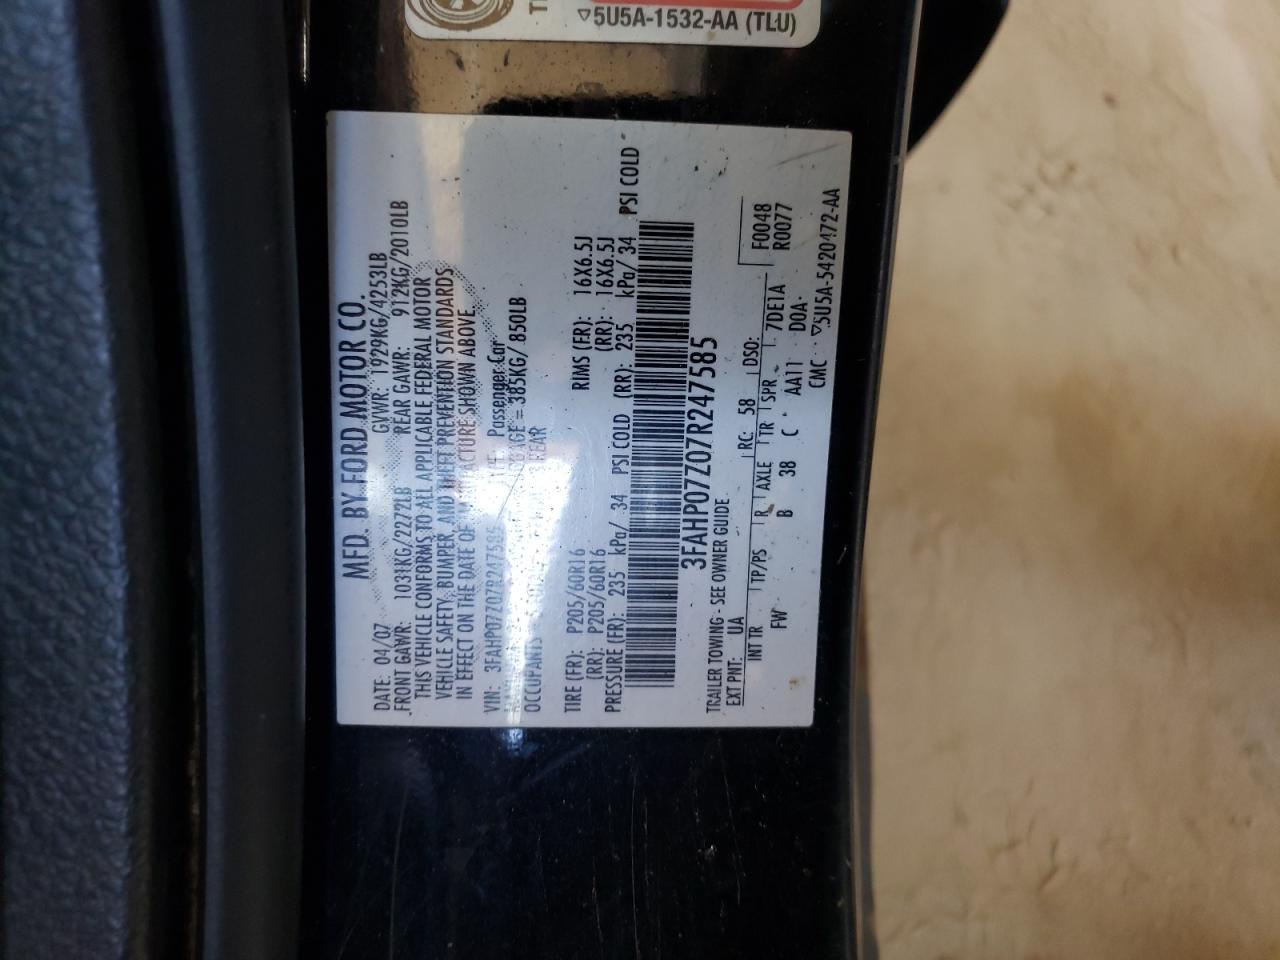 5U5A-1532-AA (TLU)
MFD. BY FORD MOTOR CO.
DATE: 04/07 GVWR: 1929KG/4253LB
FRONT GAWR: 1031KG/2272LB REAR GAWR: 912KG/2010LB
THIS VEHICLE CONFORMS TO ALL APPLICABLE FEDERAL MOTOR
VEHICLE SAFETY, BUMPER, AND THEFT PREVENTION STANDARDS
IN EFFECT ON THE DATE OF MANUFACTURE SHOWN ABOVE.
VIN: 3FAHP07Z07R247585
Passenger Car
= 385KG/ 850LB
OCCUPANTS REAR
TIRE (FR): P205/60R16 RIMS (FR): 16X6.5J
(RR): P205/60R16 (RR): 16X6.5J
PRESSURE (FR): 235 kPa/ 34 PSI COLD (RR): 235 kPa/ 34 PSI COLD
3FAHP07Z07R247585
TRAILER TOWING - SEE OWNER GUIDE
EXT PNT: UA RC: 58 DSO: F0048
INT TR TP/PS R AXLE TR SPR 7DE1A R0077
FW B 38 C AA11 DOA
CMC 5U5A-5420472-AA